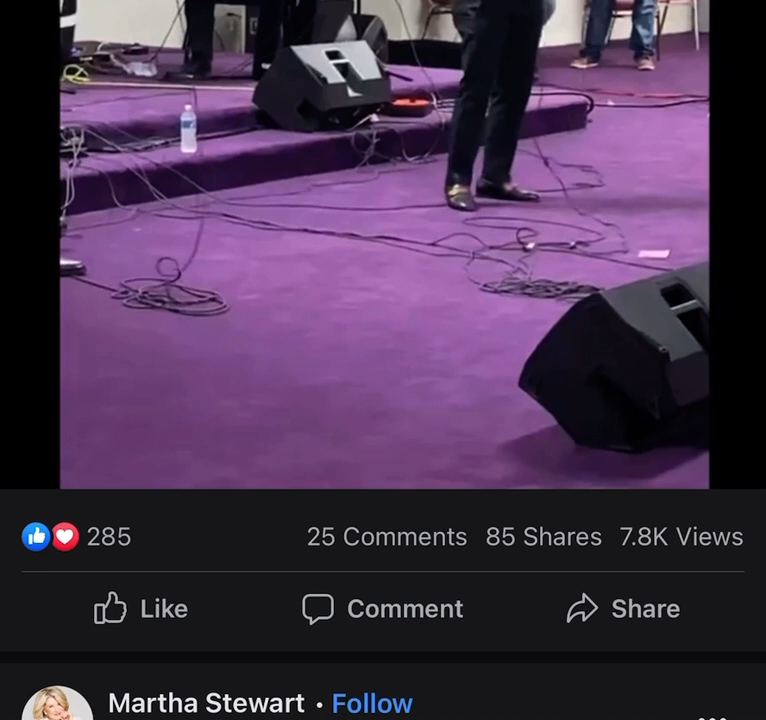 285 25 Comments 85 Shares 7.8K Views
Like Comment Share
Martha Stewart • Follow